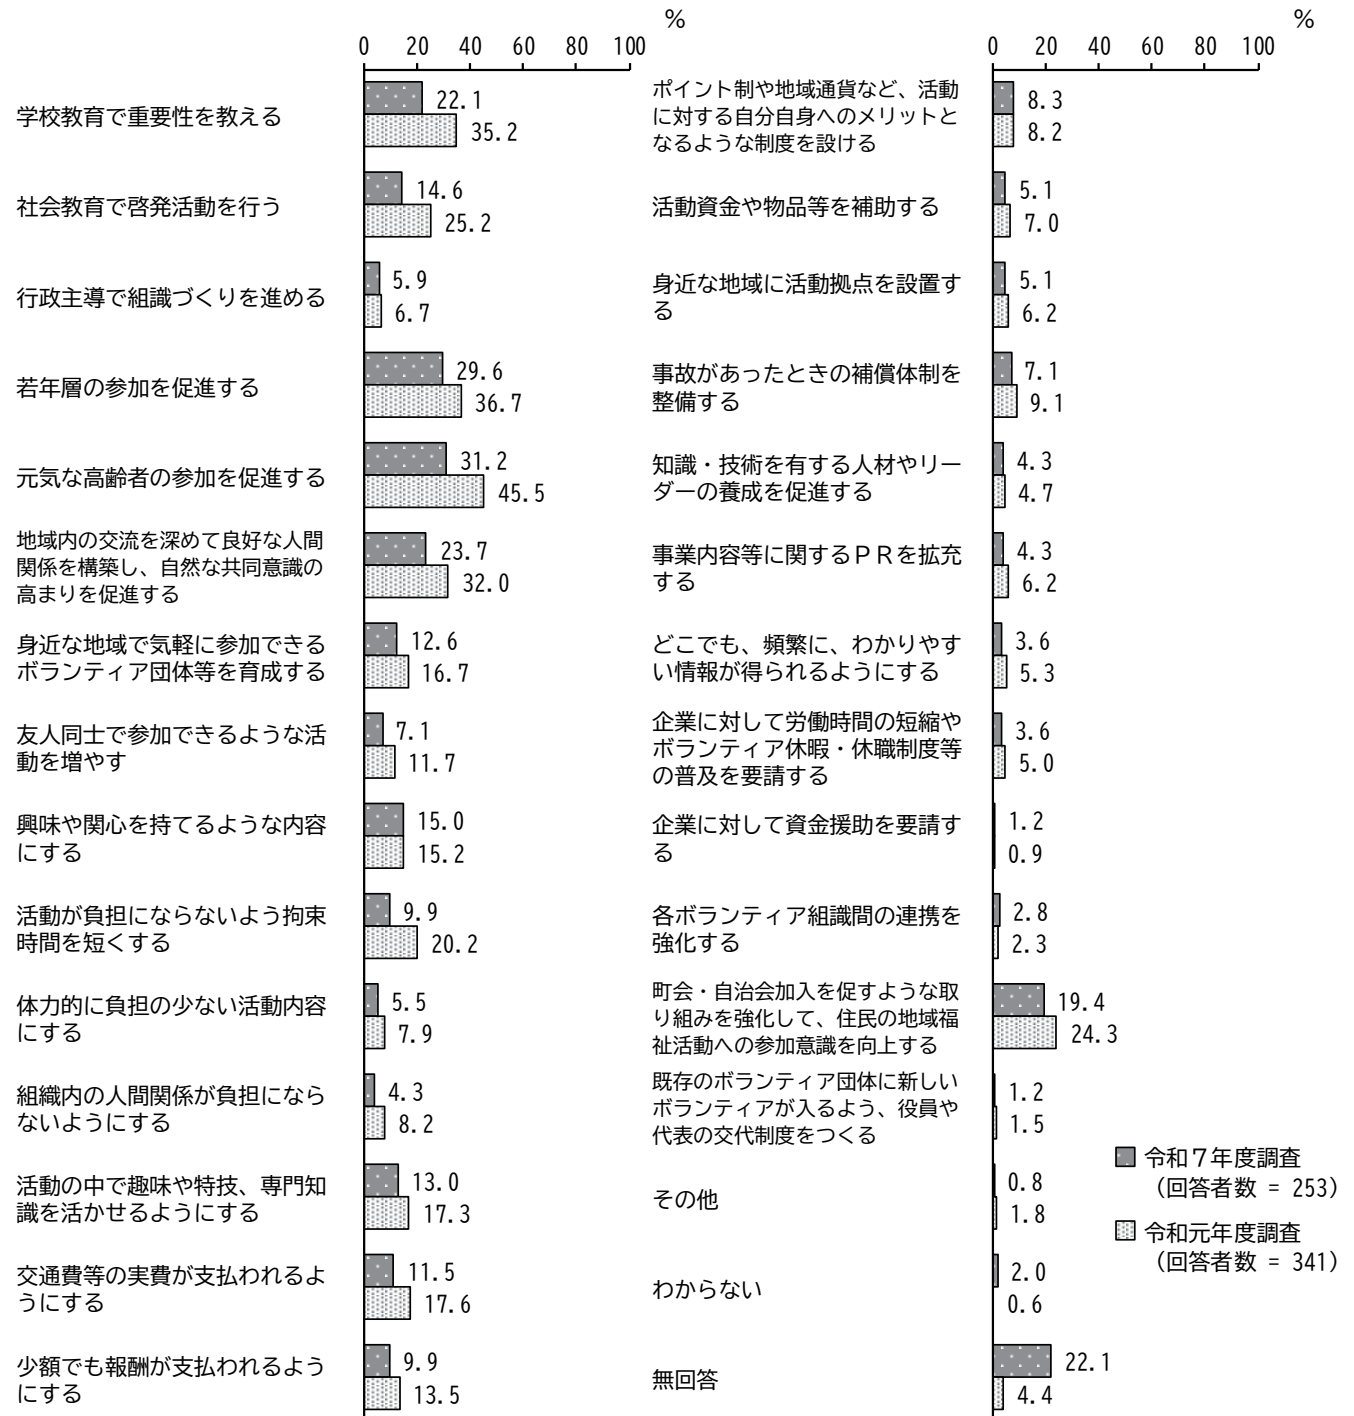 %
0 20 40 60 80 100
学校教育で重要性を教える
22.1
35.2
社会教育で啓発活動を行う
14.6
25.2
行政主導で組識づくりを進める
5.9
6.7
若年層の参加を促進する
29.6
36.7
元気な高齢者の参加を促進する
31.2
45.5
地域内の交流を深めて良好な人間
関係を構築し、自然な共同意識の
高まりを促進する
23.7
32.0
身近な地域で気軽に参加できる
ボランティア団体等を育成する
12.6
16.7
友人同士で参加できるような活
動を増やす
7.1
11.7
興味や関心を持てるような内容
にする
15.0
15.2
活動が負担にならないよう拘束
時間を短くする
9.9
20.2
体力的に負担の少ない活動内容
にする
5.5
7.9
組織内の人間関係が負担になら
ないようにする
4.3
8.2
活動の中で趣味や特技、専門知
識を活かせるようにする
13.0
17.3
交通費等の実費が支払われるよ
うにする
11.5
17.6
少額でも報酬が支払われるよう
にする
9.9
13.5
%
0 20 40 60 80 100
ポイント制や地域通貨など、活動
に対する自分自身へのメリットと
なるような制度を設ける
8.3
8.2
活動資金や物品等を補助する
5.1
7.0
身近な地域に活動拠点を設置す
る
5.1
6.2
事故があったときの補償体制を
整備する
7.1
9.1
知識・技術を有する人材やリー
ダーの養成を促進する
4.3
4.7
事業内容等に関するＰＲを拡充
する
4.3
6.2
どこでも、頻繁に、わかりやす
い情報が得られるようにする
3.6
5.3
企業に対して労働時間の短縮や
ボランティア休暇・休職制度等
の普及を要請する
3.6
5.0
企業に対して資金援助を要請す
る
1.2
0.9
各ボランティア組識間の連携を
強化する
2.8
2.3
町会・自治会加入を促すような取
り組みを強化して、住民の地域福
祉活動への参加意識を向上する
19.4
24.3
既存のボランティア団体に新しい
ボランティアが入るよう、役員や
代表の交代制度をつくる
1.2
1.5
その他
0.8
1.8
わからない
2.0
0.6
無回答
22.1
4.4
令和７年度調査
（回答者数 = 253）
令和元年度調査
（回答者数 = 341）